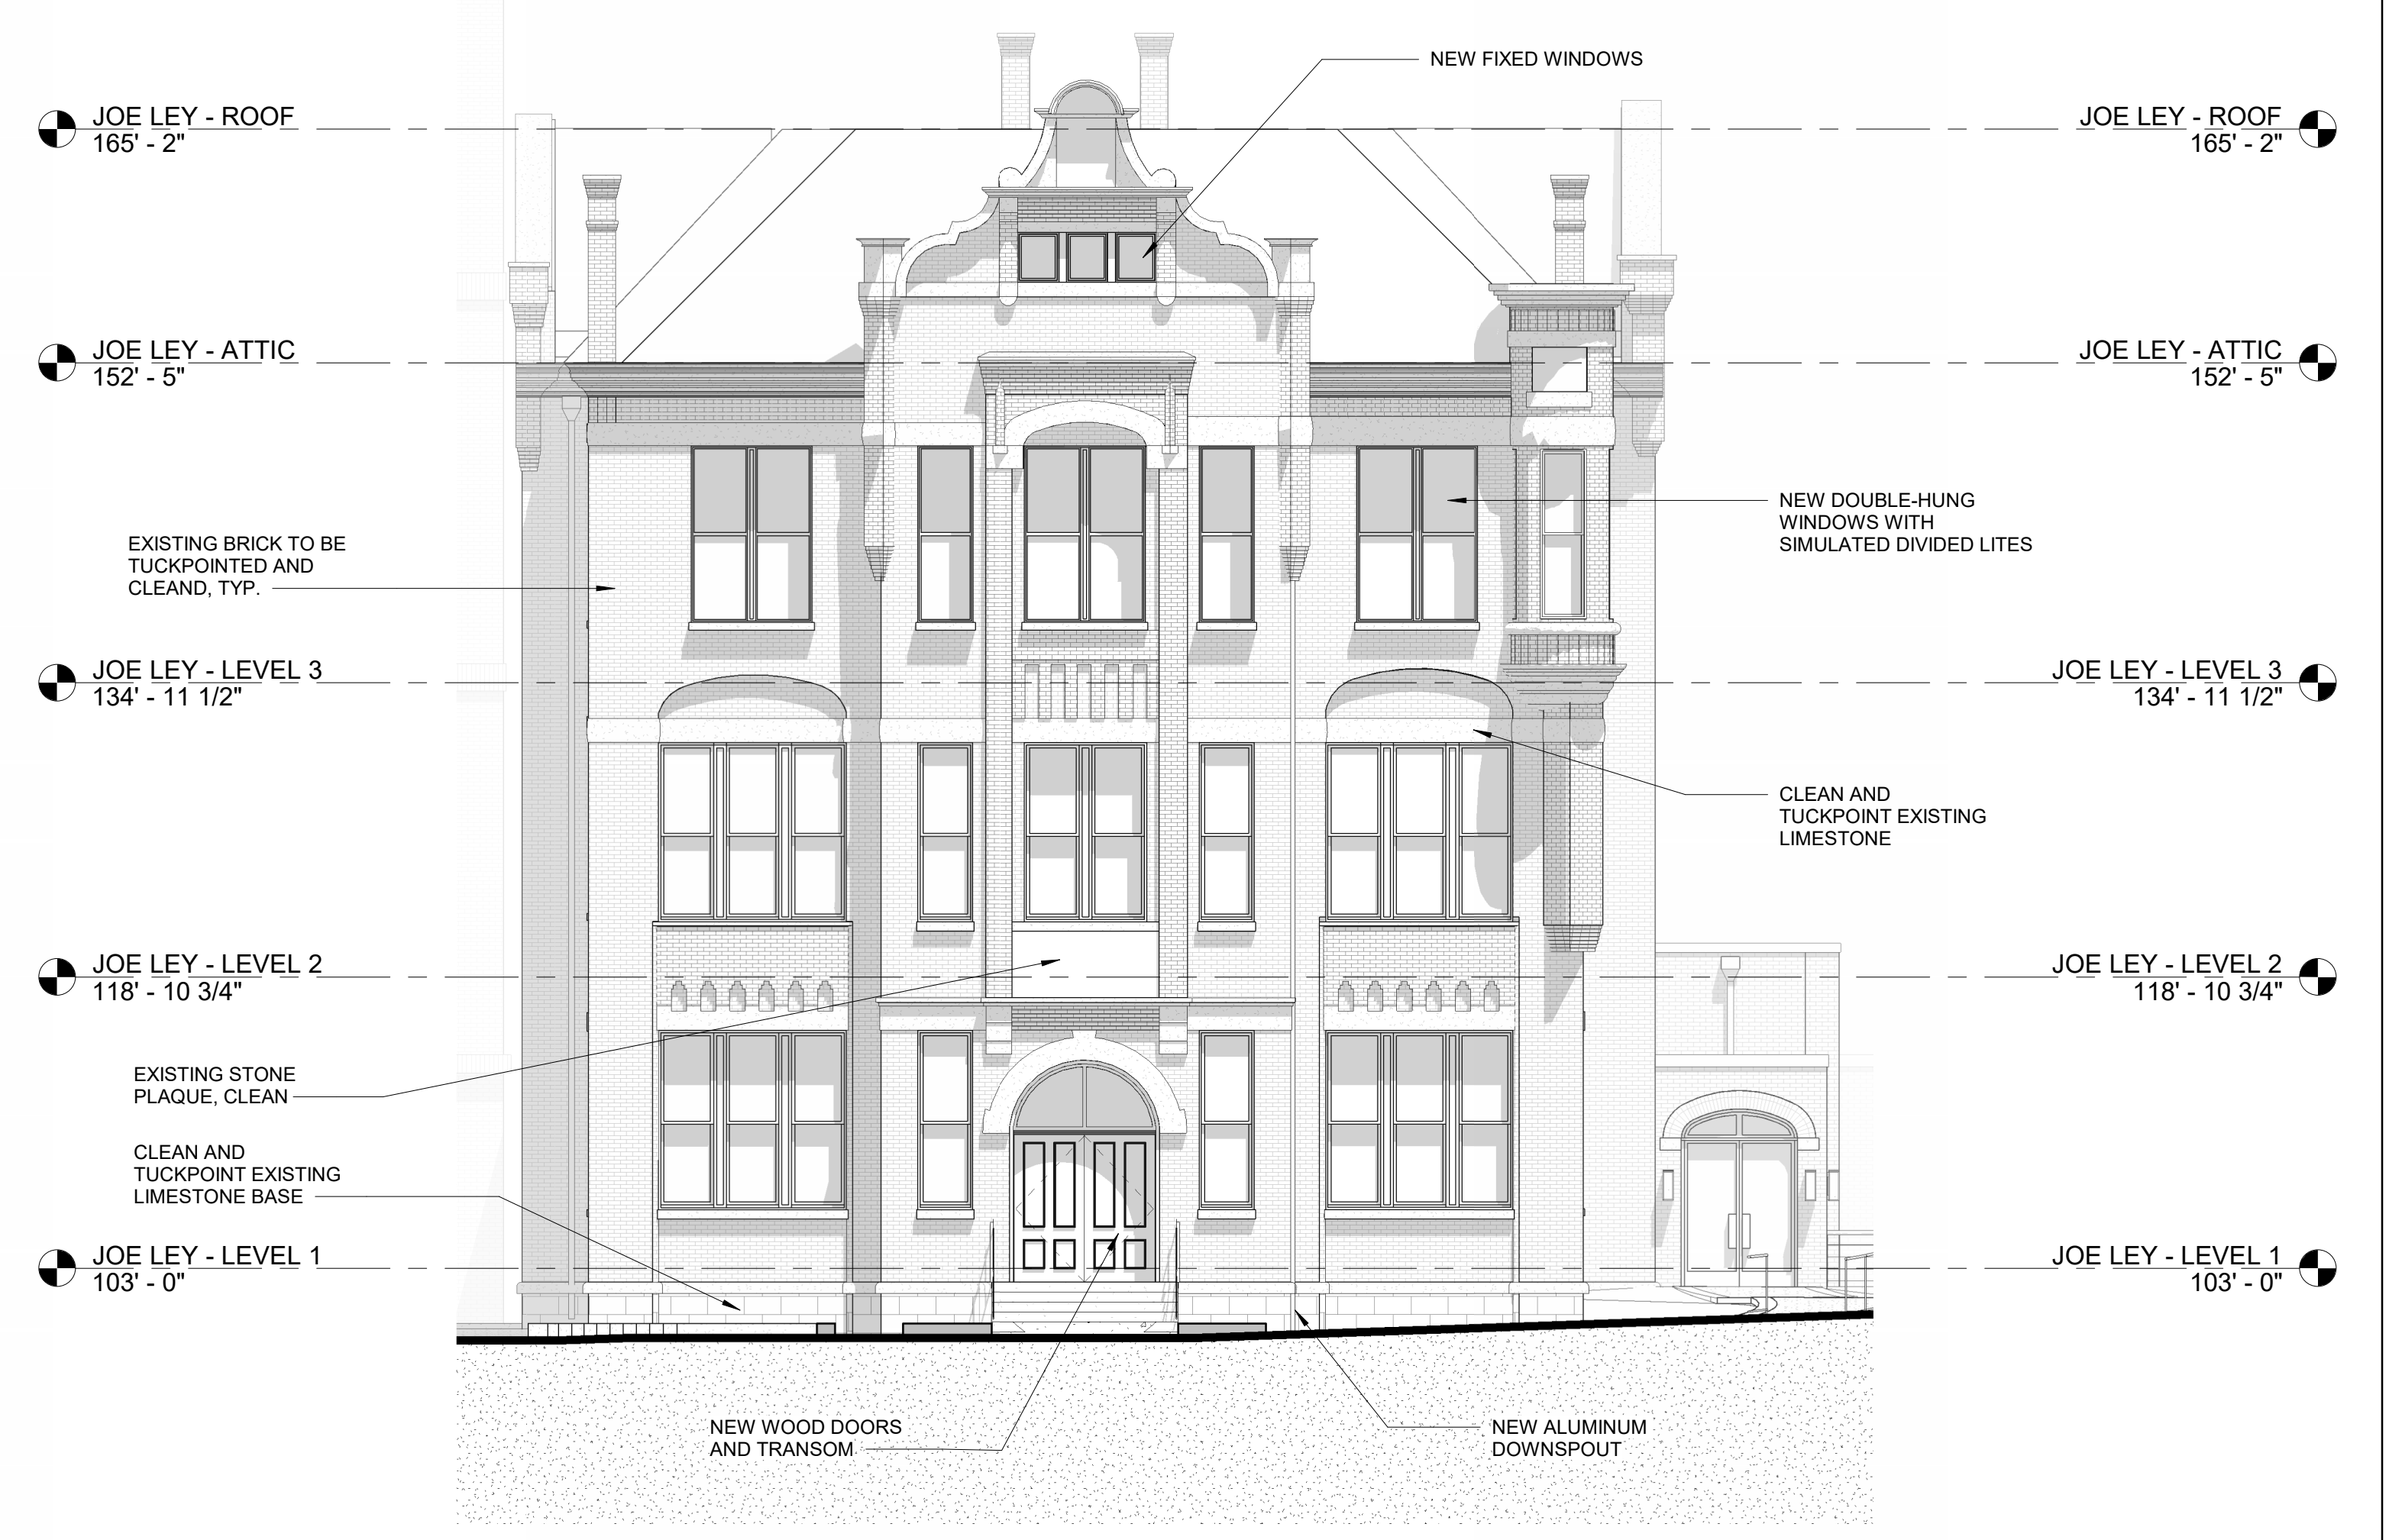 NEW FIXED WINDOWS
JOE LEY - ROOF
165' - 2"
JOE LEY - ROOF
165' - 2"
JOE LEY - ATTIC
152' - 5"
JOE LEY - ATTIC
152' - 5"
NEW DOUBLE-HUNG
WINDOWS WITH
SIMULATED DIVIDED LITES
EXISTING BRICK TO BE
TUCKPOINTED AND
CLEAND, TYP.
JOE LEY - LEVEL 3
134' - 11 1/2"
JOE LEY - LEVEL 3
134' - 11 1/2"
CLEAN AND
TUCKPOINT EXISTING
LIMESTONE
JOE LEY - LEVEL 2
118' - 10 3/4"
JOE LEY - LEVEL 2
118' - 10 3/4"
EXISTING STONE
PLAQUE, CLEAN
CLEAN AND
TUCKPOINT EXISTING
LIMESTONE BASE
JOE LEY - LEVEL 1
103' - 0"
JOE LEY - LEVEL 1
103' - 0"
NEW WOOD DOORS
AND TRANSOM
NEW ALUMINUM
DOWNSPOUT